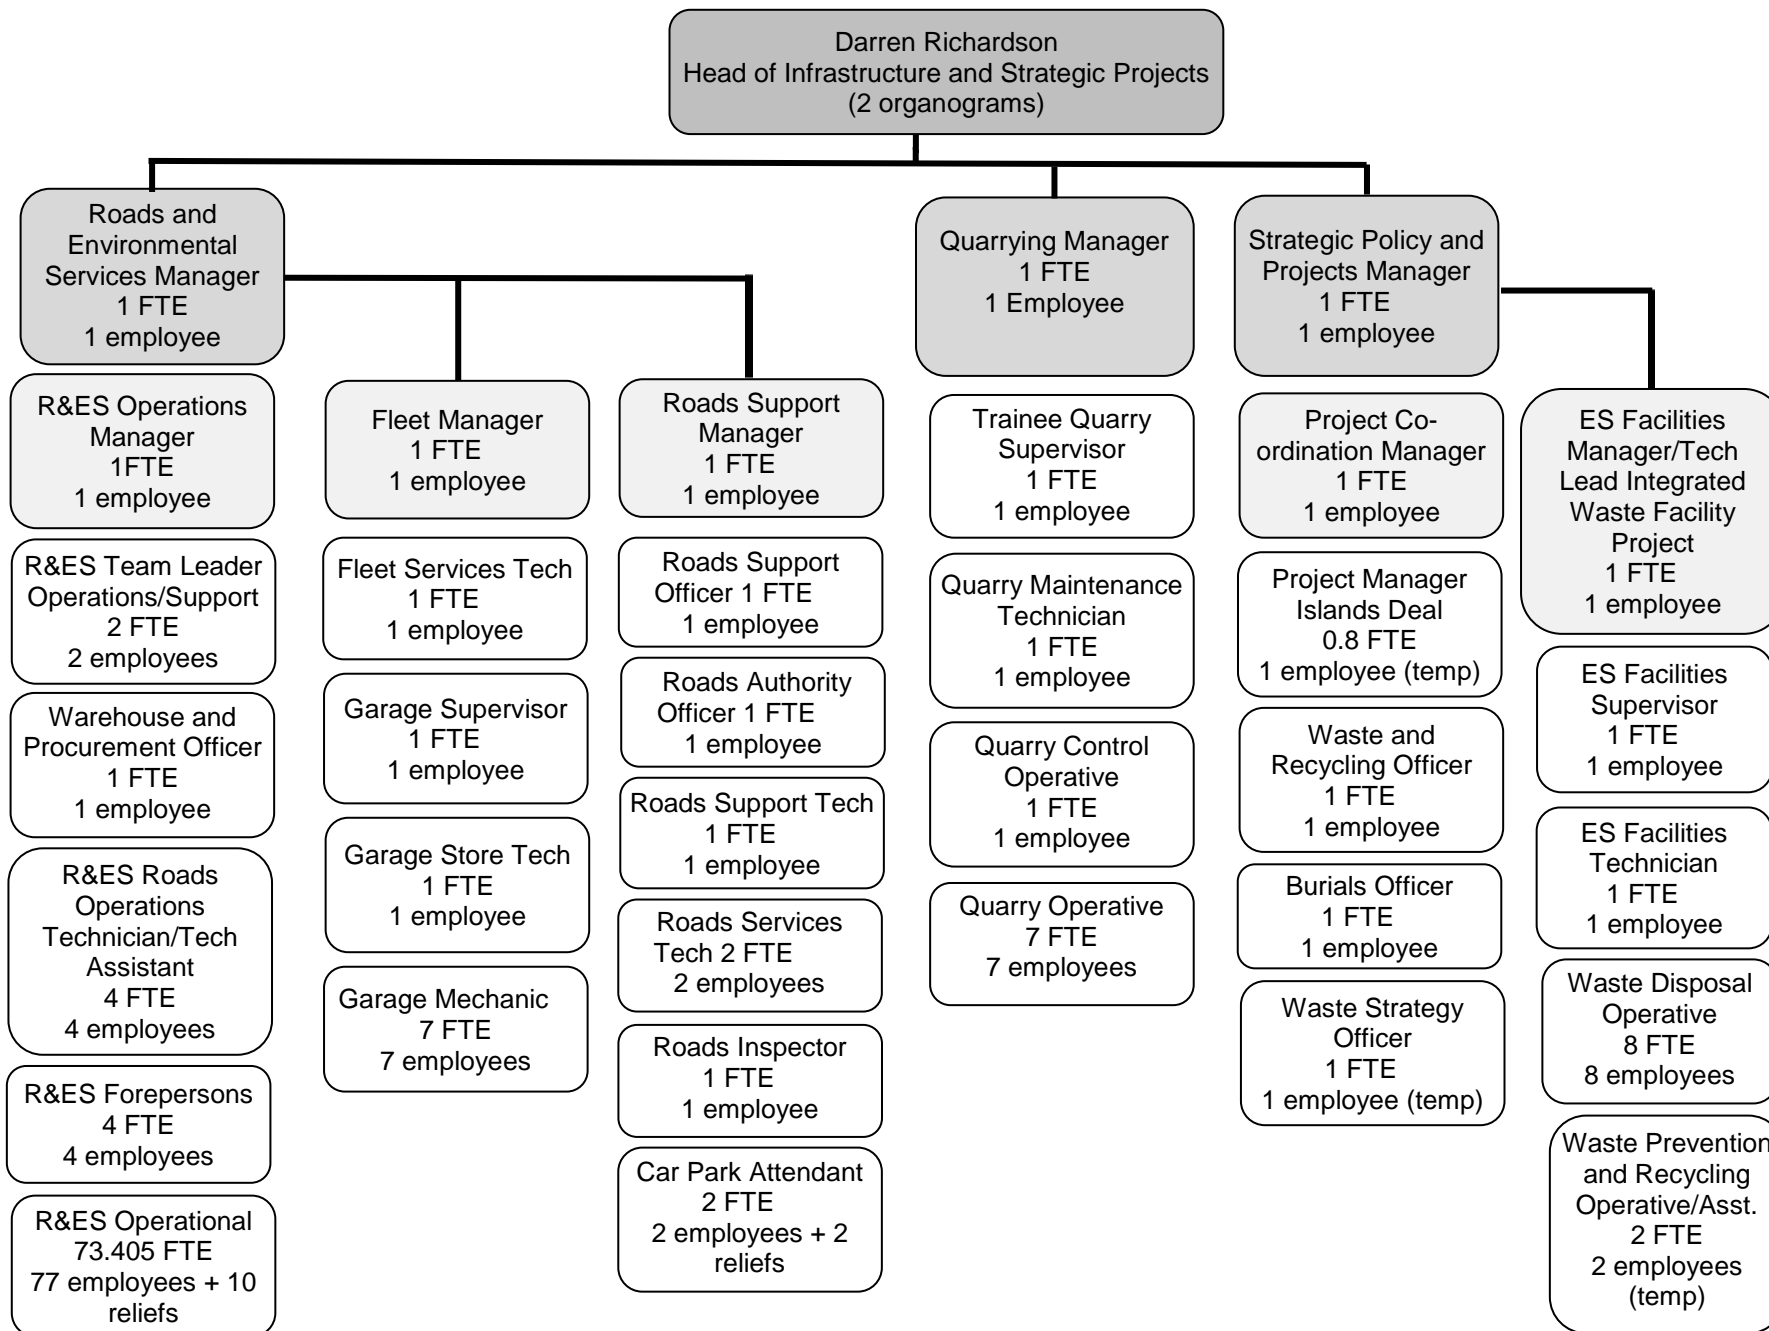 Darren Richardson
Head of Infrastructure and Strategic Projects
(2 organograms)
Roads and
Environmental
Services Manager
1 FTE
1 employee
Quarrying Manager
1 FTE
1 Employee
Strategic Policy and
Projects Manager
1 FTE
1 employee
R&ES Operations
Manager
1FTE
1 employee
R&ES Team Leader
Operations/Support
2 FTE
2 employees
Warehouse and
Procurement Officer
1 FTE
1 employee
R&ES Roads
Operations
Technician/Tech
Assistant
4 FTE
4 employees
R&ES Forepersons
4 FTE
4 employees
R&ES Operational
73.405 FTE
77 employees + 10
reliefs
Fleet Manager
1 FTE
1 employee
Fleet Services Tech
1 FTE
1 employee
Garage Supervisor
1 FTE
1 employee
Garage Store Tech
1 FTE
1 employee
Garage Mechanic
7 FTE
7 employees
Roads Support
Manager
1 FTE
1 employee
Roads Support
Officer 1 FTE
1 employee
Roads Authority
Officer 1 FTE
1 employee
Roads Support Tech
1 FTE
1 employee
Roads Services
Tech 2 FTE
2 employees
Roads Inspector
1 FTE
1 employee
Car Park Attendant
2 FTE
2 employees + 2
reliefs
Trainee Quarry
Supervisor
1 FTE
1 employee
Quarry Maintenance
Technician
1 FTE
1 employee
Quarry Control
Operative
1 FTE
1 employee
Quarry Operative
7 FTE
7 employees
Project Co-
ordination Manager
1 FTE
1 employee
Project Manager
Islands Deal
0.8 FTE
1 employee (temp)
Waste and
Recycling Officer
1 FTE
1 employee
Burials Officer
1 FTE
1 employee
Waste Strategy
Officer
1 FTE
1 employee (temp)
ES Facilities
Manager/Tech
Lead Integrated
Waste Facility
Project
1 FTE
1 employee
ES Facilities
Supervisor
1 FTE
1 employee
ES Facilities
Technician
1 FTE
1 employee
Waste Disposal
Operative
8 FTE
8 employees
Waste Prevention
and Recycling
Operative/Asst.
2 FTE
2 employees
(temp)